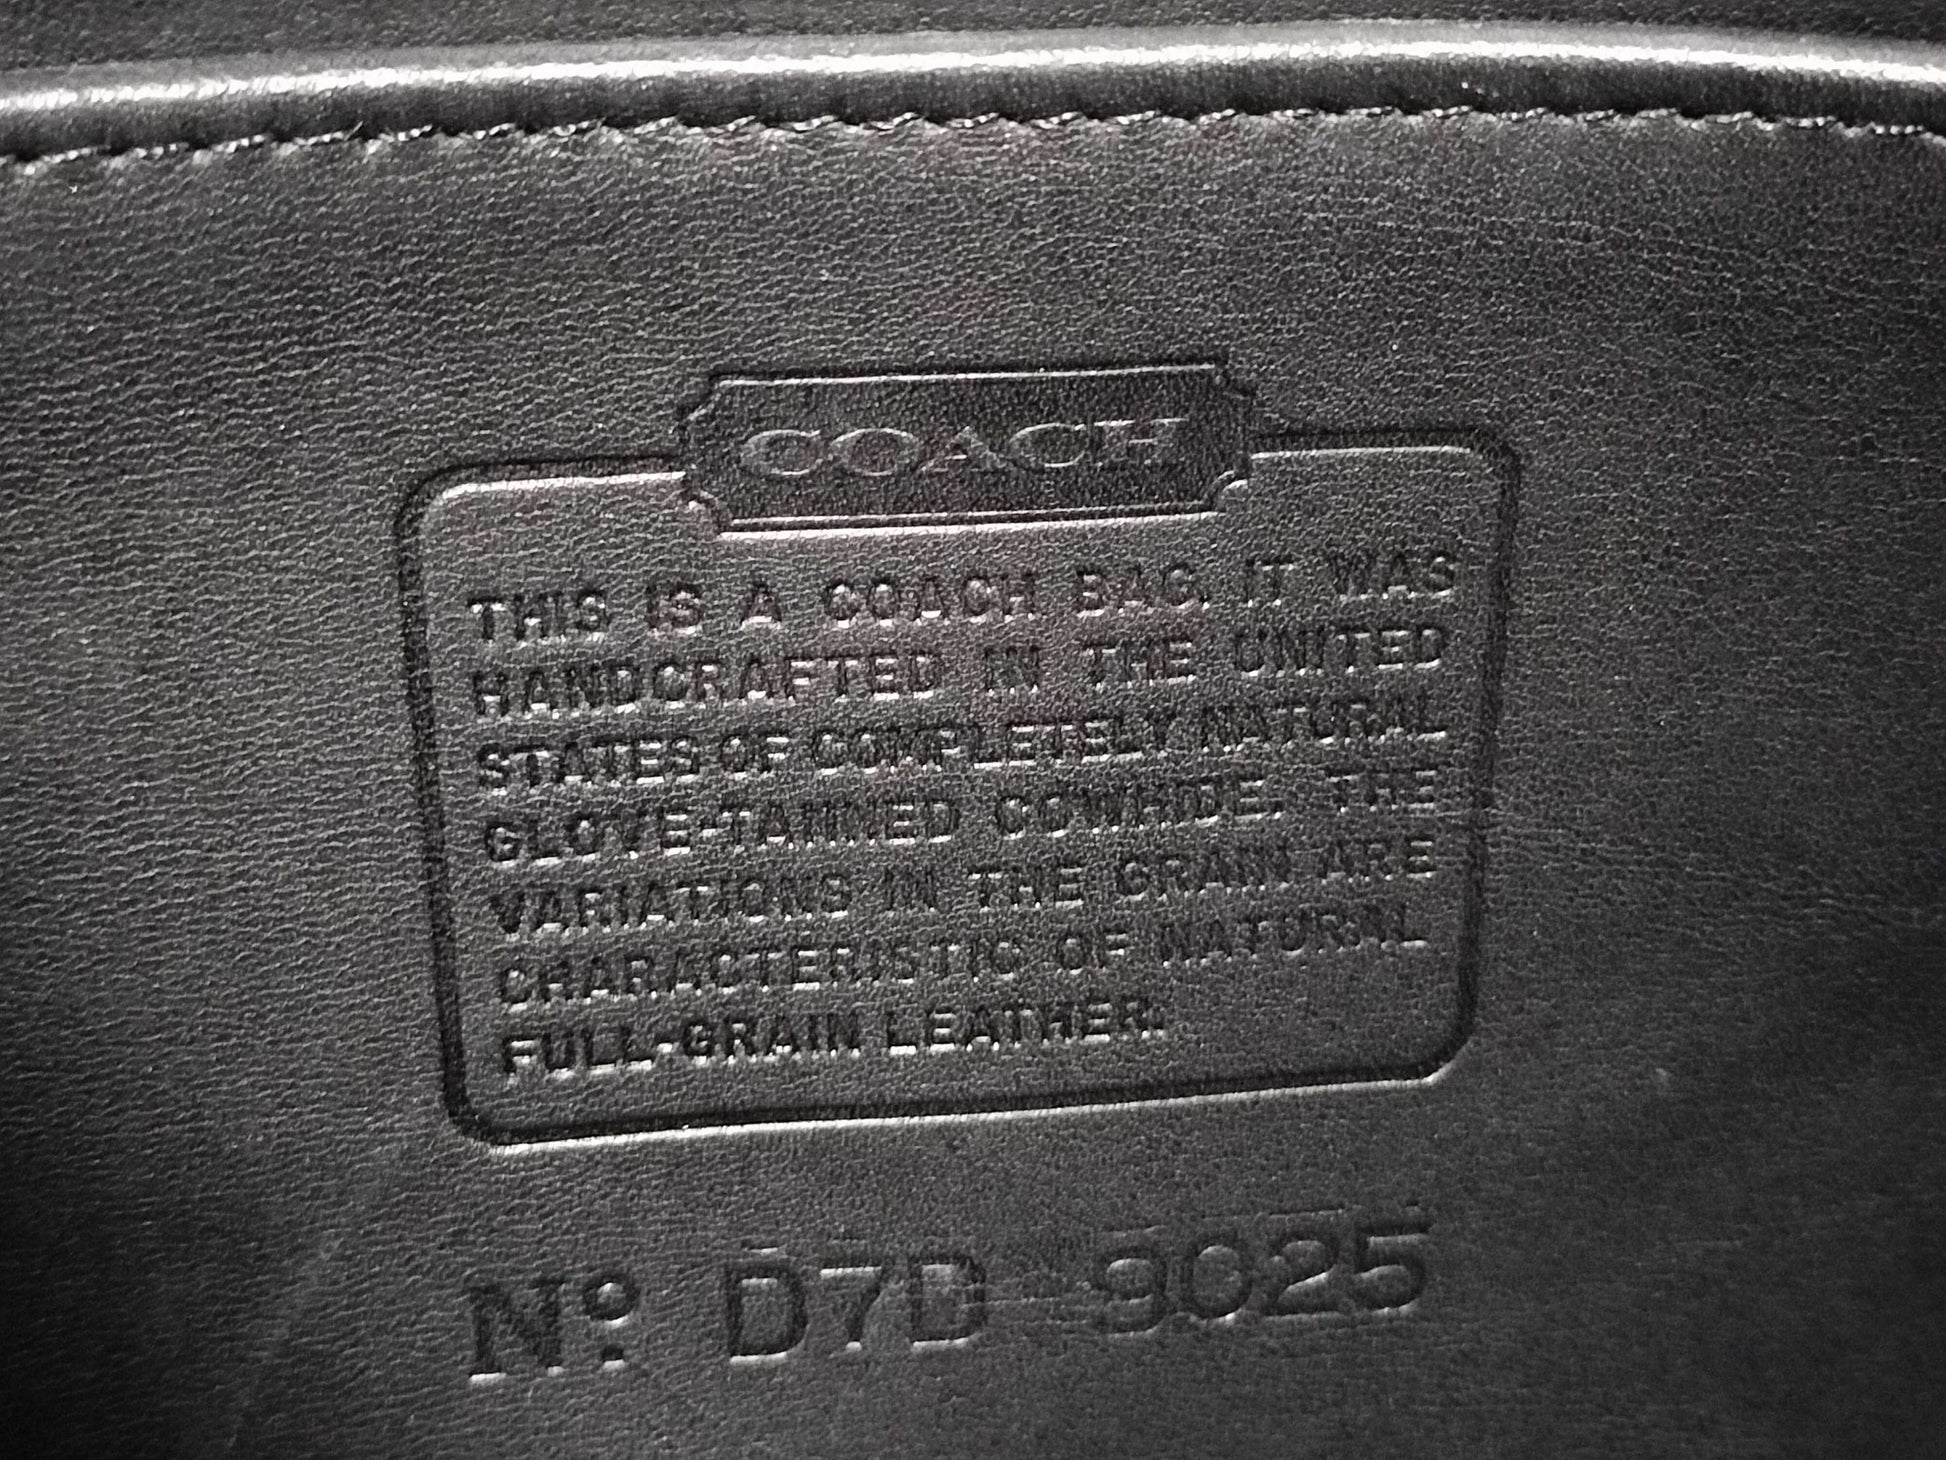 COACH
THIS IS A COACH BAG. IT WAS
HANDCRAFTED IN THE UNITED
STATES OF COMPLETELY NATURAL
GLOVE-TANNED COWHIDE. THE
VARIATIONS IN THE GRAIN ARE
CHARACTERISTIC OF NATURAL
FULL-GRAIN LEATHER.
Nº D7D 9025